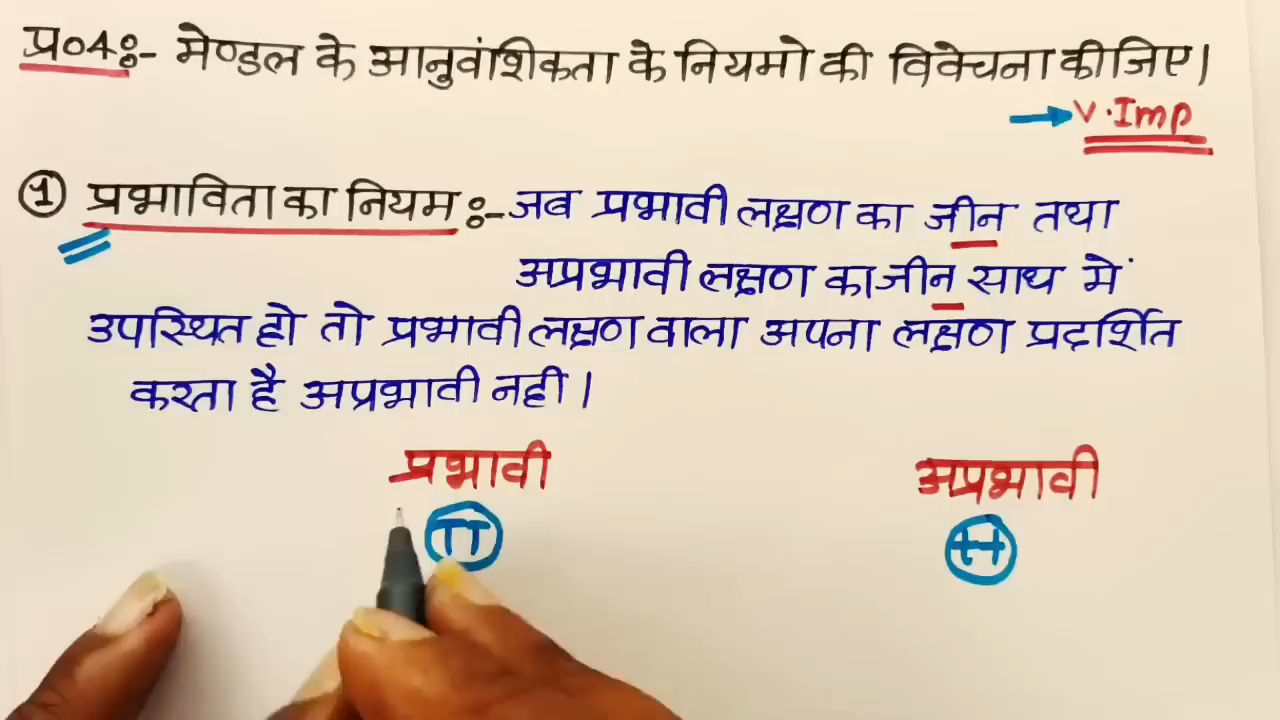 प्र०4ः- मेण्डल के आनुवंशिकता के नियमो की विवेचना कीजिए।
→ V.Imp
① प्रभाविता का नियम ः- जब प्रभावी लक्षण का जीन तथा
अप्रभावी लक्षण का जीन साथ में
उपस्थित हो तो प्रभावी लक्षण वाला अपना लक्षण प्रदर्शित
करता है अप्रभावी नही।
प्रभावी अप्रभावी
TT tt